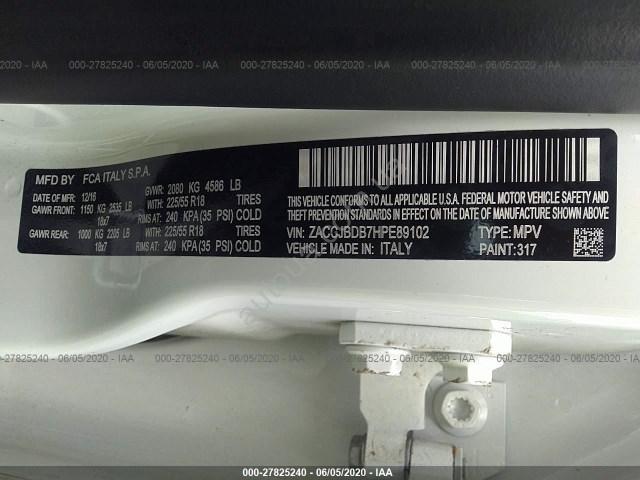 000-27825240 - 06/05/2020 - IAA
MFD BY FCA ITALY S.P.A.
DATE OF MFR: 12/16 GVWR: 2080 KG 4586 LB
GAWR FRONT: 1150 KG 2535 LB WITH: 225/55 R18 TIRES
18x7 RIMS AT: 240 KPA(35 PSI) COLD
GAWR REAR: 1000 KG 2205 LB WITH: 225/55 R18 TIRES
18x7 RIMS AT: 240 KPA(35 PSI) COLD
THIS VEHICLE CONFORMS TO ALL APPLICABLE U.S.A. FEDERAL MOTOR VEHICLE SAFETY,
BUMPER, AND THEFT PREVENTION STANDARDS IN EFFECT ON THE DATE OF MANUFACTURE SHOWN ABOVE.
VIN: ZACCJBDB7HPE89102 TYPE: MPV
VEHICLE MADE IN: ITALY PAINT: 317
000-27825240 - 06/05/2020 - IAA
000-27825240 - 06/05/2020 - IAA